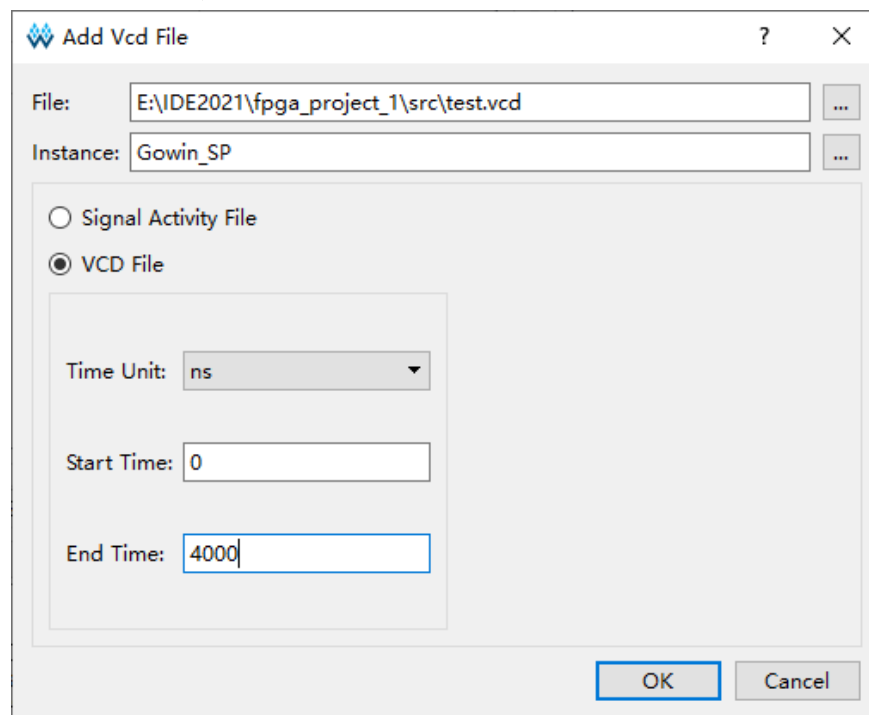 Add Vcd File ?
File: E:\IDE2021\fpga_project_1\src\test.vcd ...
Instance: Gowin_SP ...
Signal Activity File
VCD File
Time Unit: ns
Start Time: 0
End Time: 4000
OK Cancel